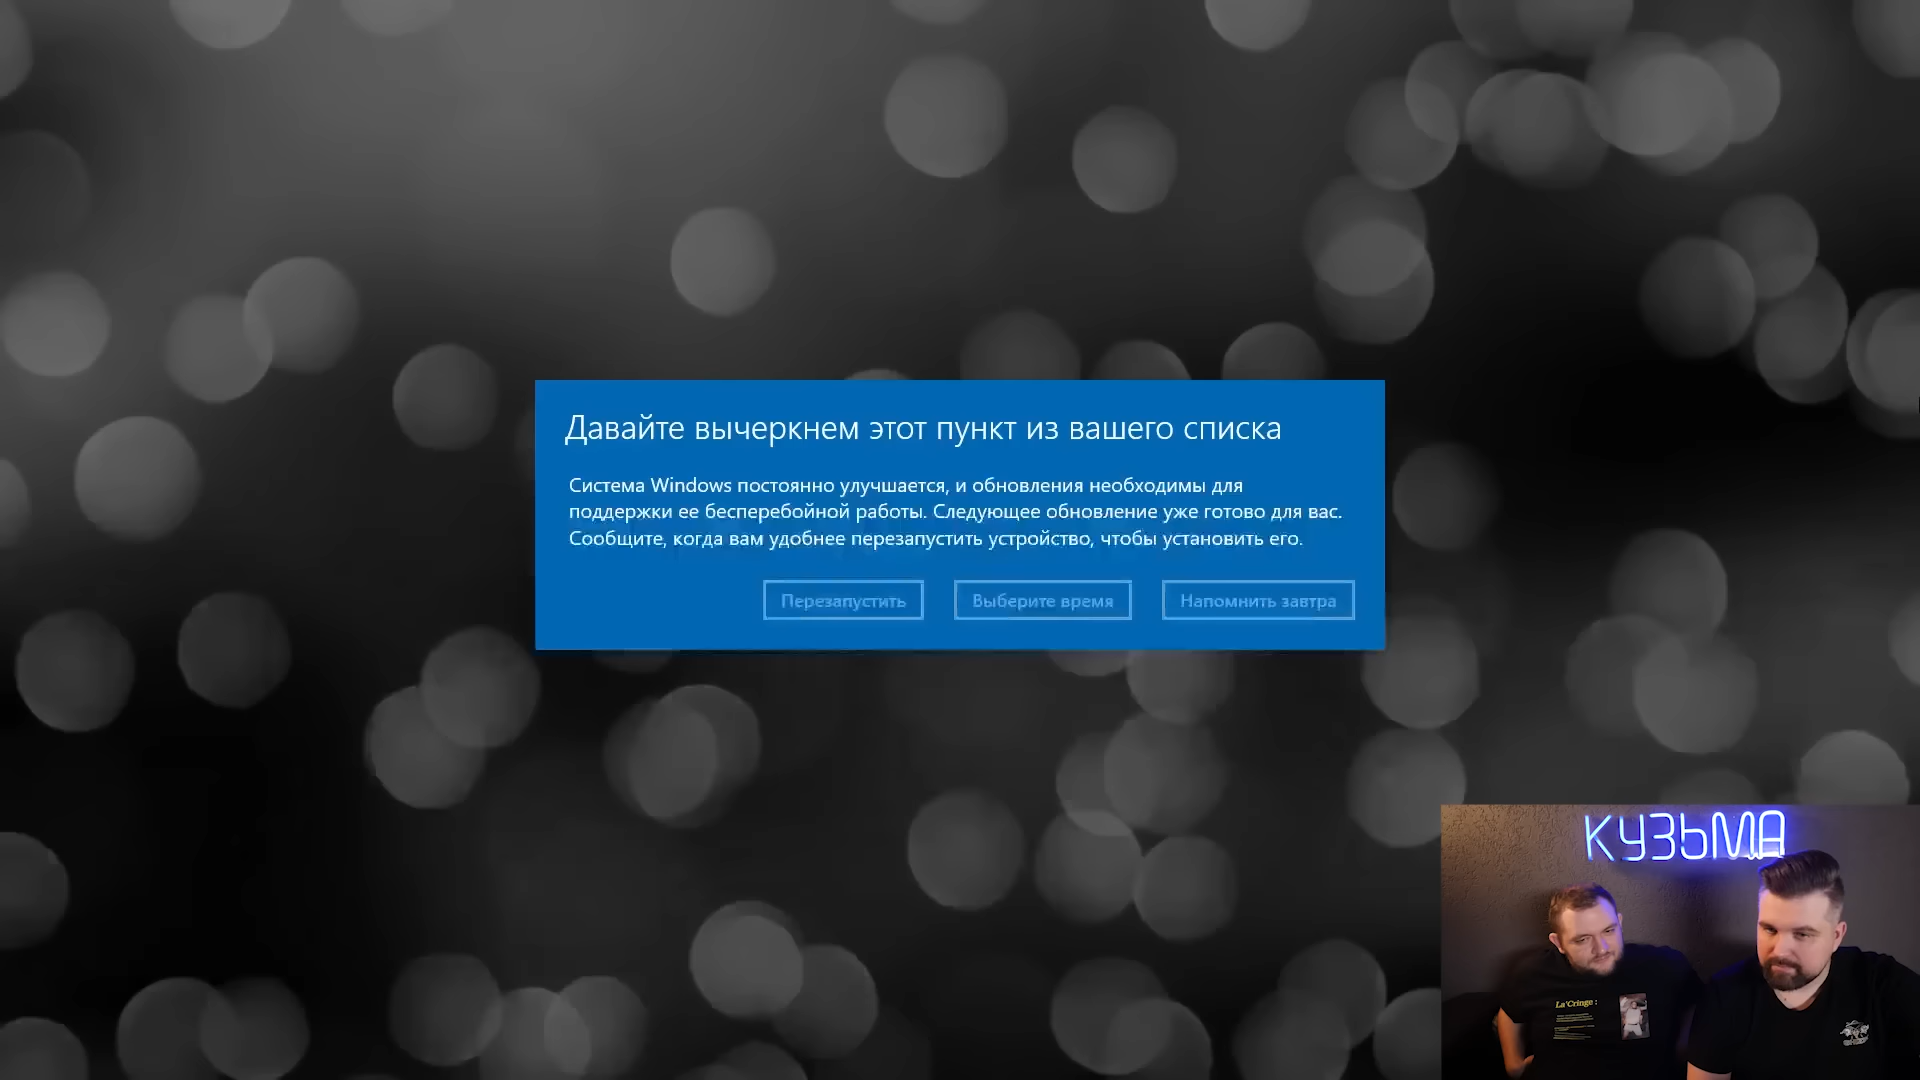 Давайте вычеркнем этот пункт из вашего списка
Система Windows постоянно улучшается, и обновления необходимы для
поддержки ее бесперебойной работы. Следующее обновление уже готово для вас.
Сообщите, когда вам удобнее перезапустить устройство, чтобы установить его.
Перезапустить
Выберите время
Напомнить завтра
КУЗЬМА
La'Cringe :